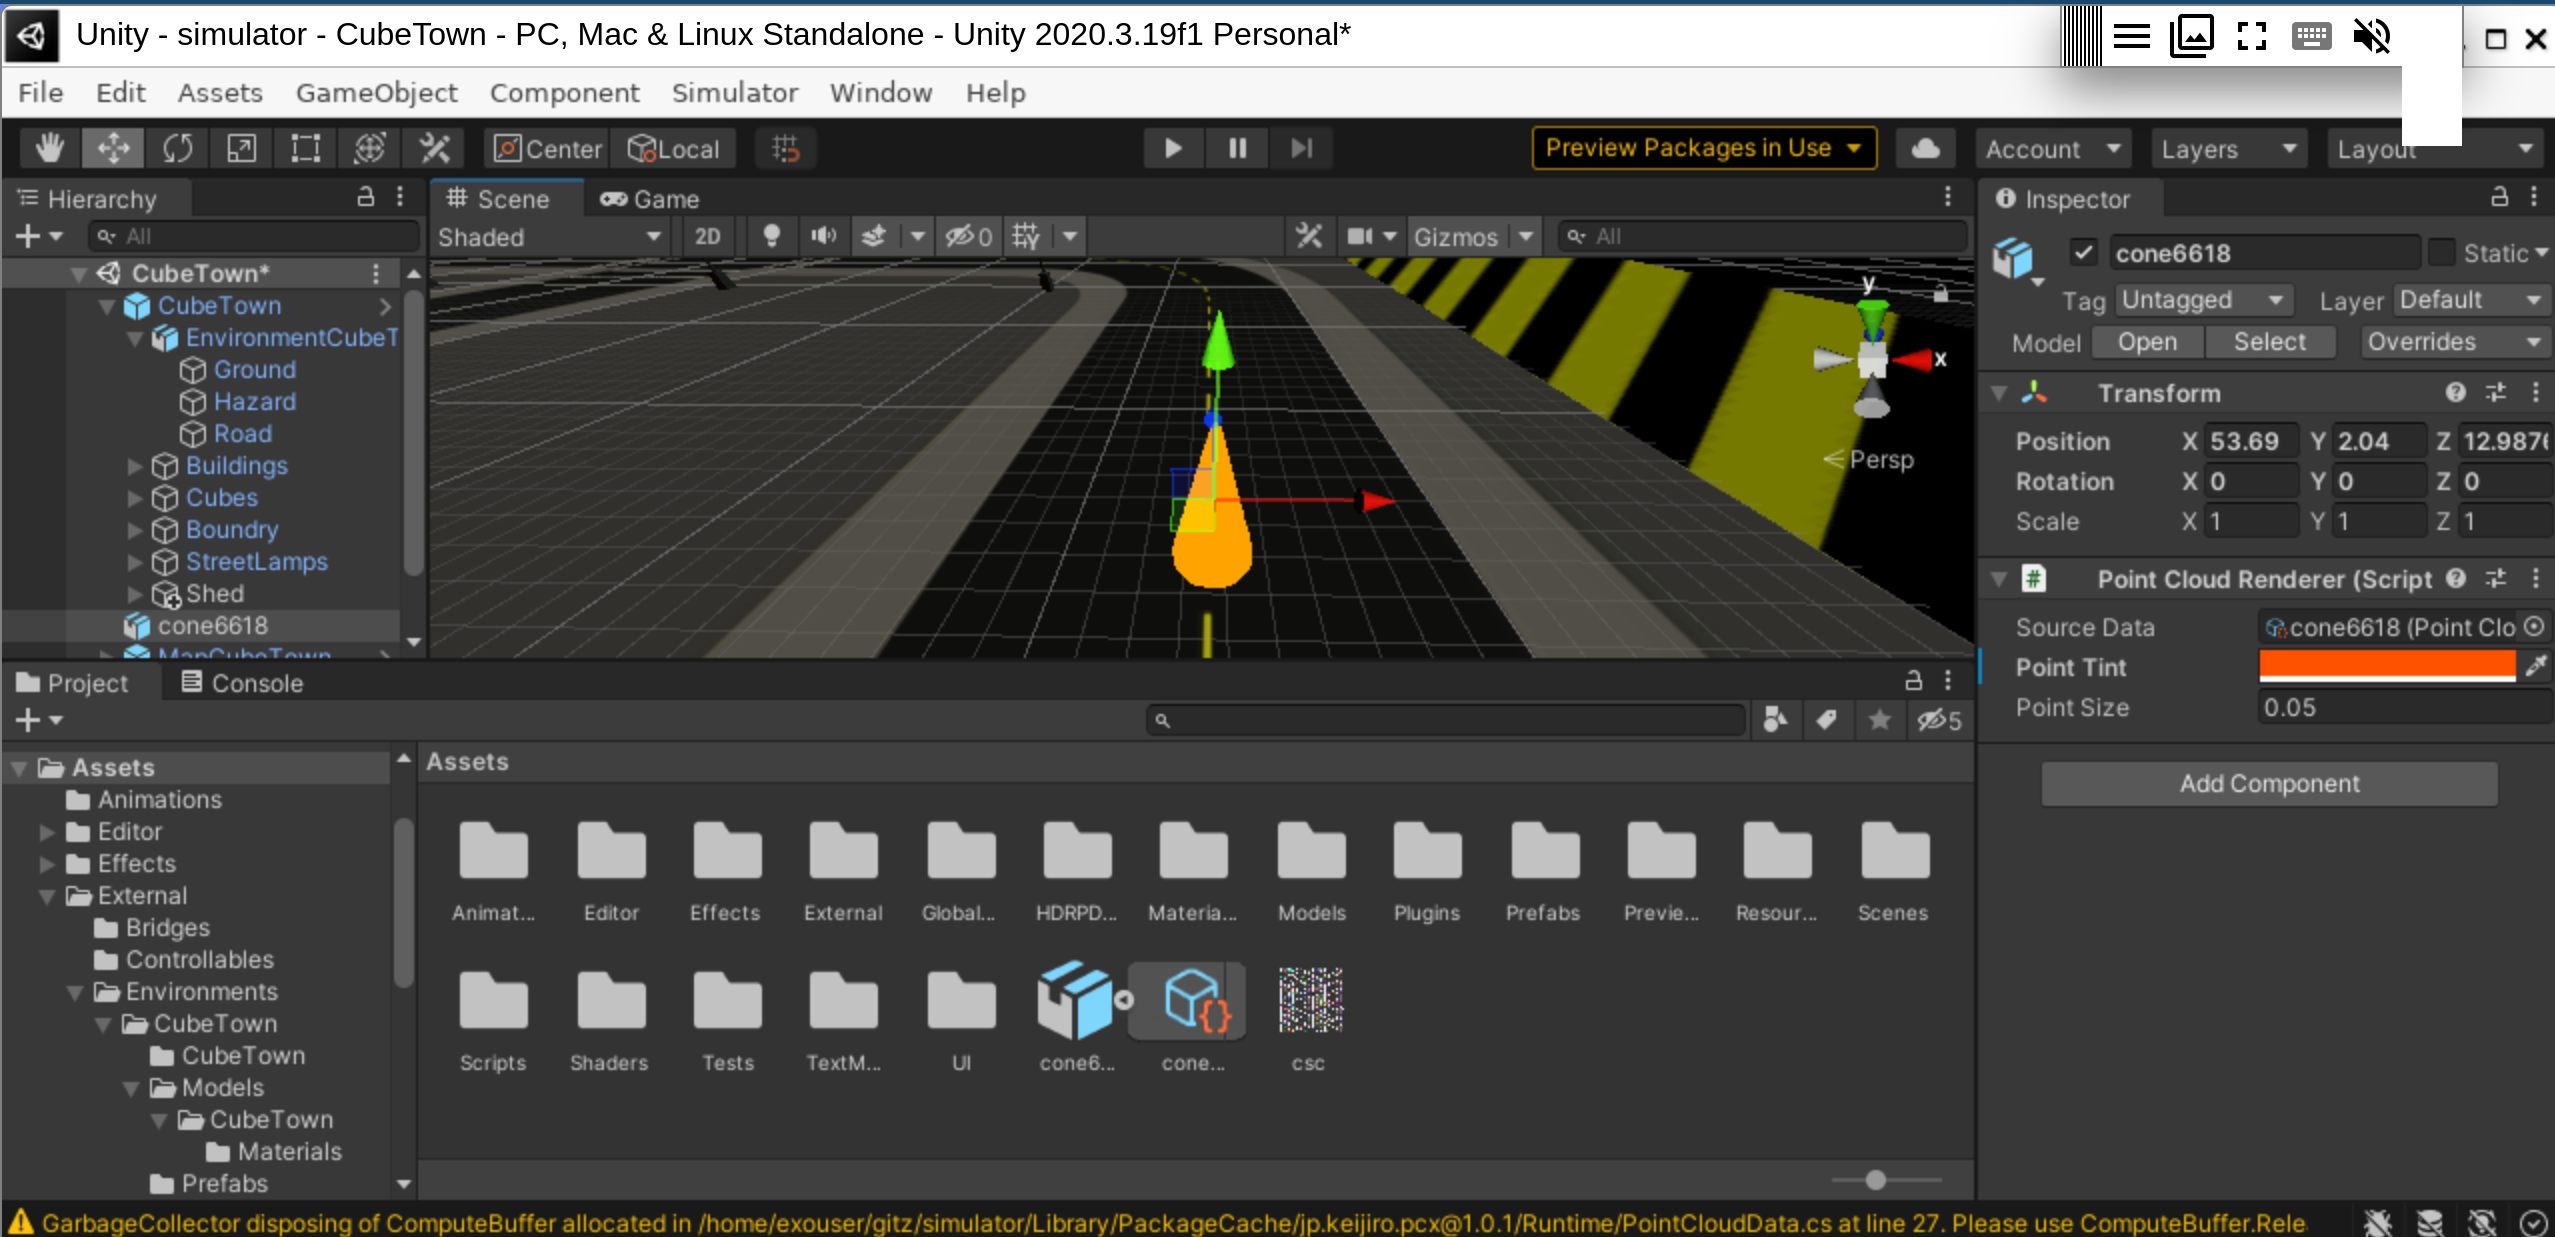 Unity - simulator - CubeTown - PC, Mac & Linux Standalone - Unity 2020.3.19f1 Personal*
File Edit Assets GameObject Component Simulator Window Help
Center Local Preview Packages in Use Account Layers Layout
Hierarchy
All
CubeTown*
CubeTown
EnvironmentCubeT
Ground
Hazard
Road
Buildings
Cubes
Boundry
StreetLamps
Shed
cone6618
MapCubeTown
Scene Game
Shaded 2D 0 Gizmos All
y
x
Persp
Inspector
cone6618 Static
Tag Untagged Layer Default
Model Open Select Overrides
Transform
Position X 53.69 Y 2.04 Z 12.987
Rotation X 0 Y 0 Z 0
Scale X 1 Y 1 Z 1
Point Cloud Renderer (Script
Source Data cone6618 (Point Clo
Point Tint
Point Size 0.05
Add Component
Project Console
5
Assets
Animations
Editor
Effects
External
Bridges
Controllables
Environments
CubeTown
CubeTown
Models
CubeTown
Materials
Prefabs
Assets
Animat... Editor Effects External Global... HDRPD... Materia... Models Plugins Prefabs Previe... Resour... Scenes
Scripts Shaders Tests TextM... UI cone6... cone... csc
GarbageCollector disposing of ComputeBuffer allocated in /home/exouser/gitz/simulator/Library/PackageCache/jp.keijiro.pcx@1.0.1/Runtime/PointCloudData.cs at line 27. Please use ComputeBuffer.Rele